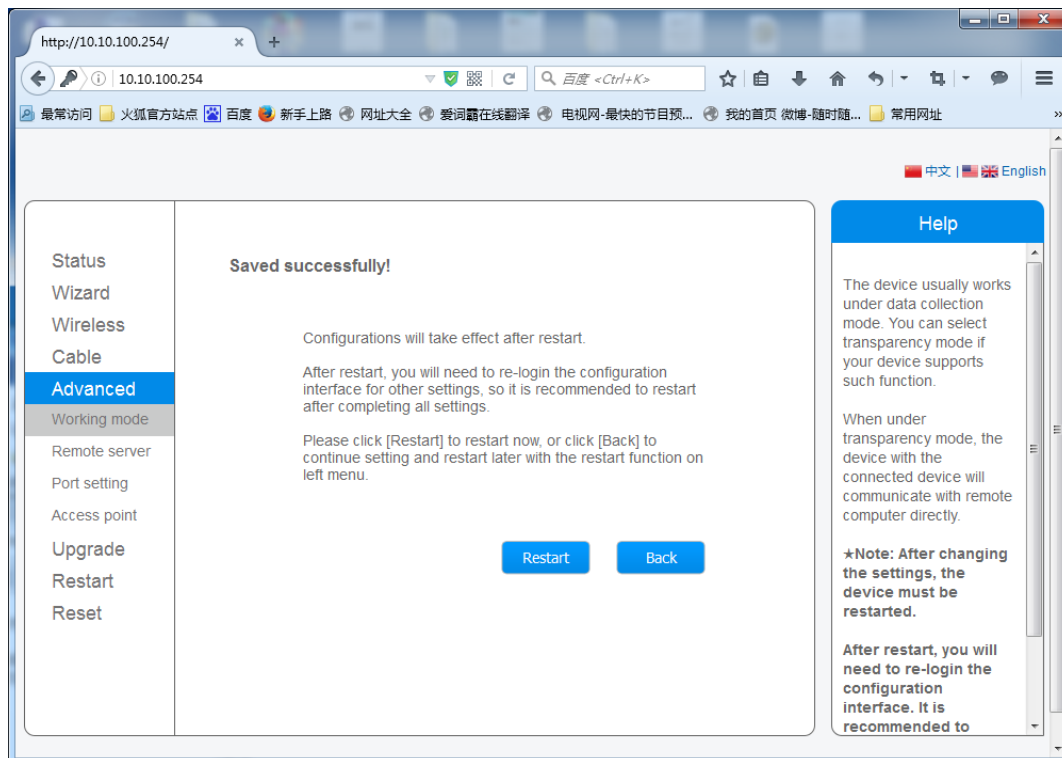 http://10.10.100.254/
10.10.100.254
百度 <Ctrl+K>
最常访问 火狐官方站点 百度 新手上路 网址大全 爱词霸在线翻译 电视网-最快的节目预... 我的首页 微博-随时随... 常用网址
中文 | English
Status
Wizard
Wireless
Cable
Advanced
Working mode
Remote server
Port setting
Access point
Upgrade
Restart
Reset
Saved successfully!
Configurations will take effect after restart.
After restart, you will need to re-login the configuration
interface for other settings, so it is recommended to restart
after completing all settings.
Please click [Restart] to restart now, or click [Back] to
continue setting and restart later with the restart function on
left menu.
Restart Back
Help
The device usually works
under data collection
mode. You can select
transparency mode if
your device supports
such function.
When under
transparency mode, the
device with the
connected device will
communicate with remote
computer directly.
★Note: After changing
the settings, the
device must be
restarted.
After restart, you will
need to re-login the
configuration
interface. It is
recommended to